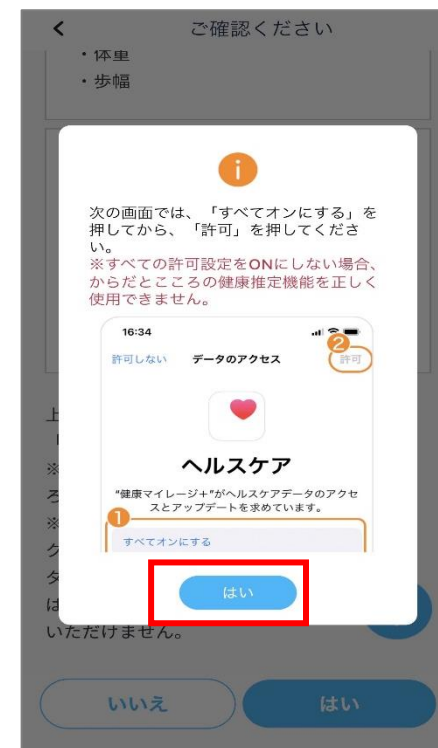 ご確認ください
・体重
・歩幅
次の画面では、「すべてオンにする」を
押してから、「許可」を押してくださ
い。
※すべての許可設定をONにしない場合、
からだとこころの健康推定機能を正しく
使用できません。
16:34
2
許可しない データのアクセス 許可
ヘルスケア
"健康マイレージ+"がヘルスケアデータのアクセ
スとアップデートを求めています。
1
すべてオンにする
はい
上
※
ろ
※
ク
タ
は
いただけません。
いいえ はい